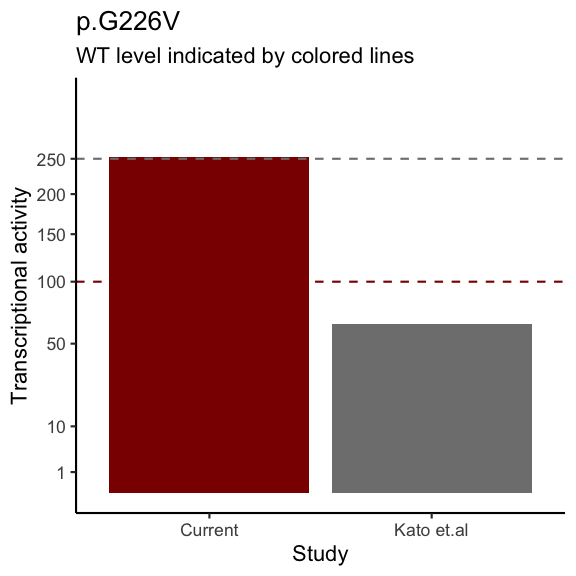 p.G226V
WT level indicated by colored lines
Transcriptional activity
250
200
150
100
50
10
1
Current
Kato et.al
Study